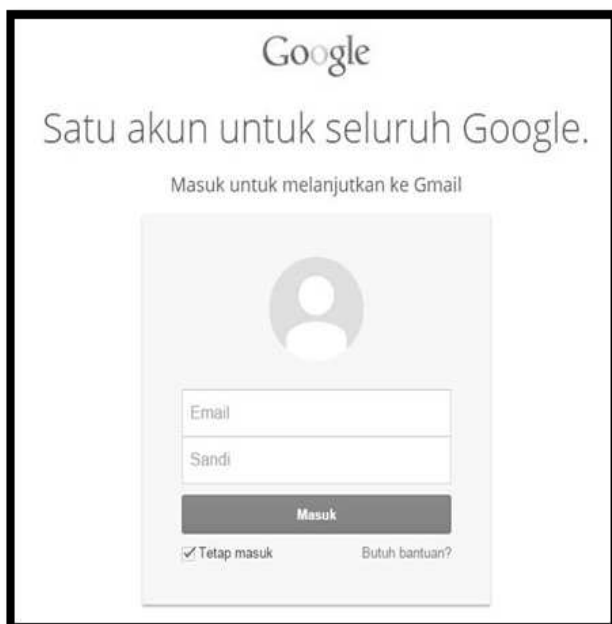 Google
Satu akun untuk seluruh Google.
Masuk untuk melanjutkan ke Gmail
Email
Sandi
Masuk
Tetap masuk Butuh bantuan?